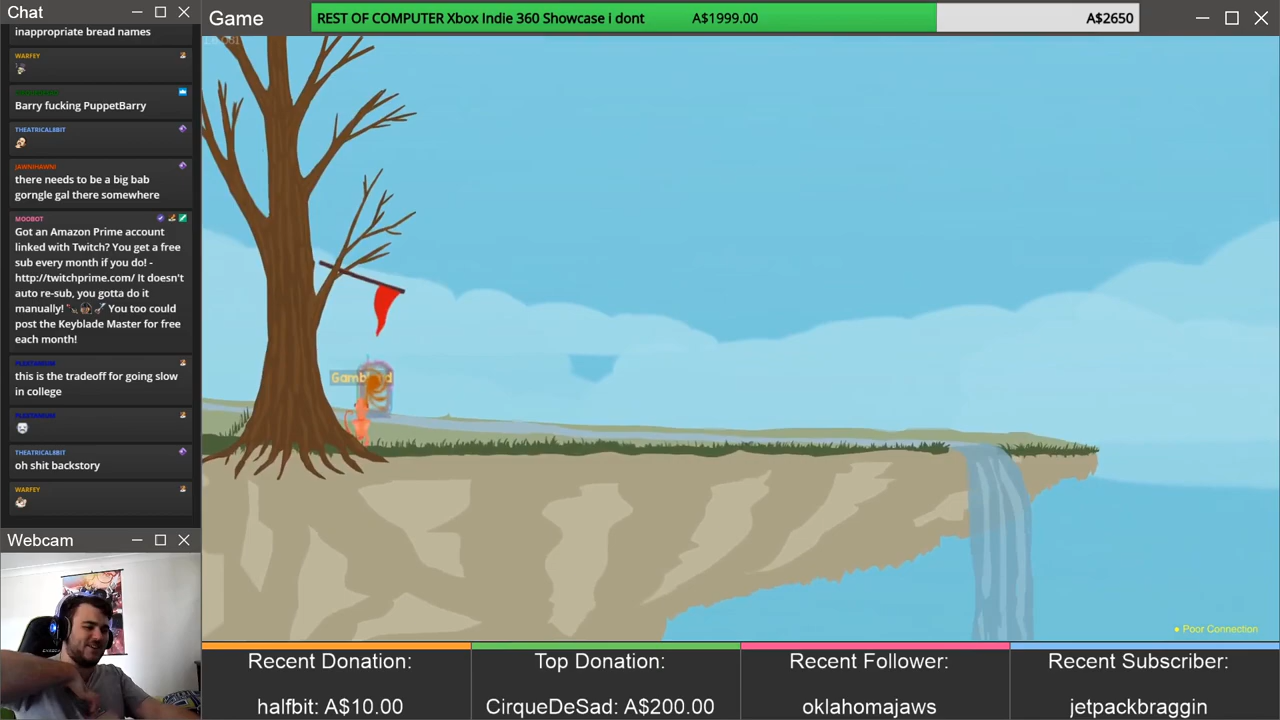 Chat
Game
REST OF COMPUTER Xbox Indie 360 Showcase i dont A$1999.00 A$2650
inappropriate bread names
WARFEY
Barry fucking PuppetBarry
THEATRICAL8BIT
JAWNIHAWNI
there needs to be a big bab
gorngle gal there somewhere
MOOBOT
Got an Amazon Prime account
linked with Twitch? You get a free
sub every month if you do! -
http://twitchprime.com/ It doesn't
auto re-sub, you gotta do it
manually! You too could
post the Keyblade Master for free
each month!
this is the tradeoff for going slow
in college
THEATRICAL8BIT
oh shit backstory
WARFEY
Webcam
Poor Connection
Recent Donation:
halfbit: A$10.00
Top Donation:
CirqueDeSad: A$200.00
Recent Follower:
oklahomajaws
Recent Subscriber:
jetpackbraggin